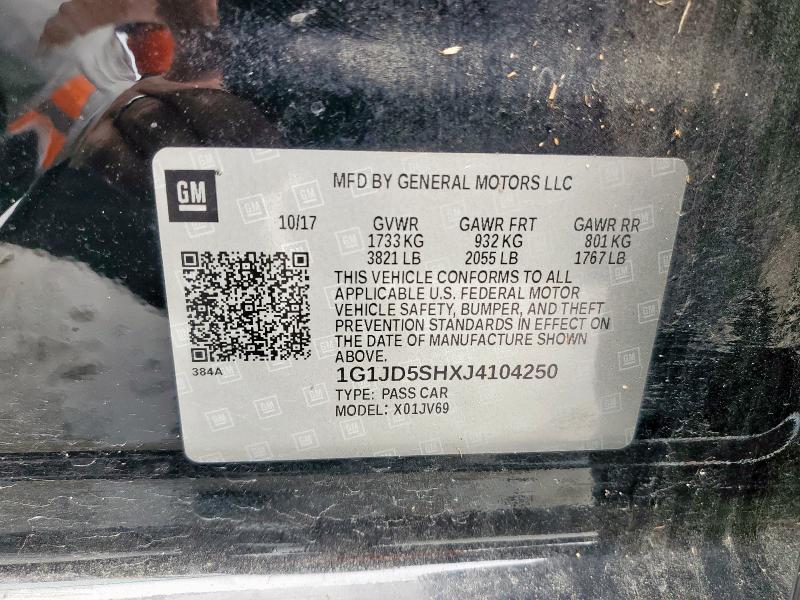 GM
MFD BY GENERAL MOTORS LLC
10/17 GVWR GAWR FRT GAWR RR
1733 KG 932 KG 801 KG
3821 LB 2055 LB 1767 LB
THIS VEHICLE CONFORMS TO ALL
APPLICABLE U.S. FEDERAL MOTOR
VEHICLE SAFETY, BUMPER, AND THEFT
PREVENTION STANDARDS IN EFFECT ON
THE DATE OF MANUFACTURE SHOWN
ABOVE.
384A
1G1JD5SHXJ4104250
TYPE: PASS CAR
MODEL: X01JV69